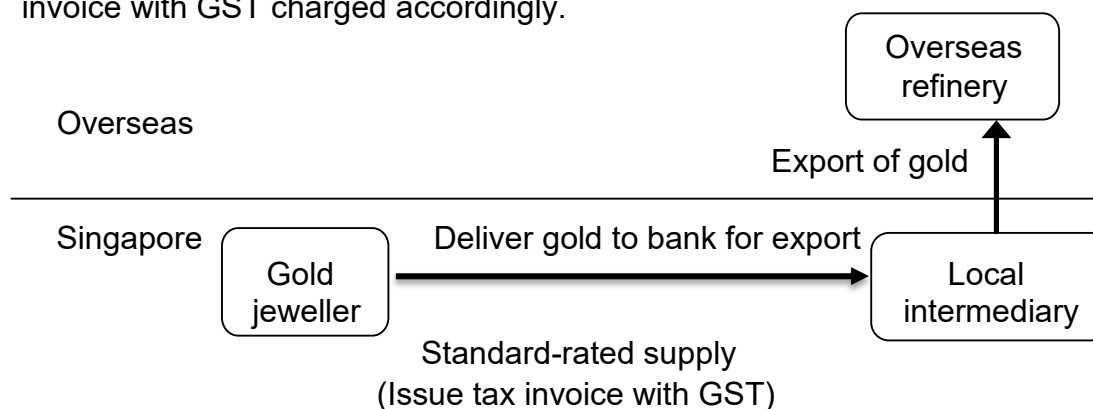 invoice with GST charged accordingly.
Overseas
refinery
Overseas
Export of gold
Singapore
Deliver gold to bank for export
Gold
jeweller
Local
intermediary
Standard-rated supply
(Issue tax invoice with GST)